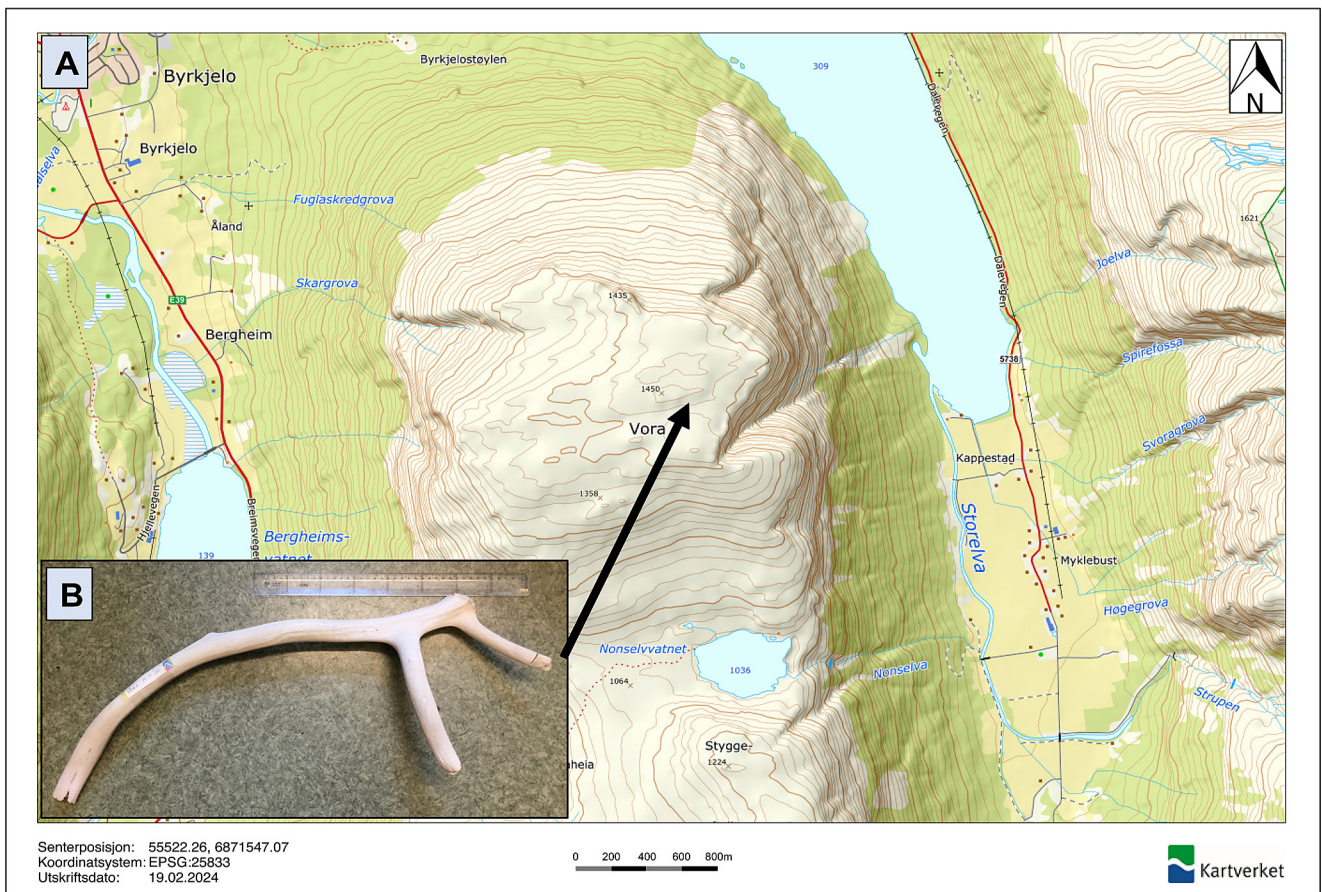 A
N
Byrkjelo
Byrkjelostøylen
309
Dalevegen
Byrkjelo
Fuglaskredgrova
Åland
1621
Joelva
Dalevegen
Skargrova
E39
1435
Bergheim
Spirefossa
5738
1450
Vora
Svoragrova
Kappestad
1358
Hjellevegen
Breimsvegen
Storelva
139
Bergheims-
vatnet
Myklebust
B
Høgegrova
Nonselvvatnet
1036
Nonselva
1064
Strupen
Stygge-
1224
heia
Senterposisjon: 55522.26, 6871547.07
Koordinatsystem: EPSG:25833
Utskriftsdato: 19.02.2024
0 200 400 600 800m
Kartverket